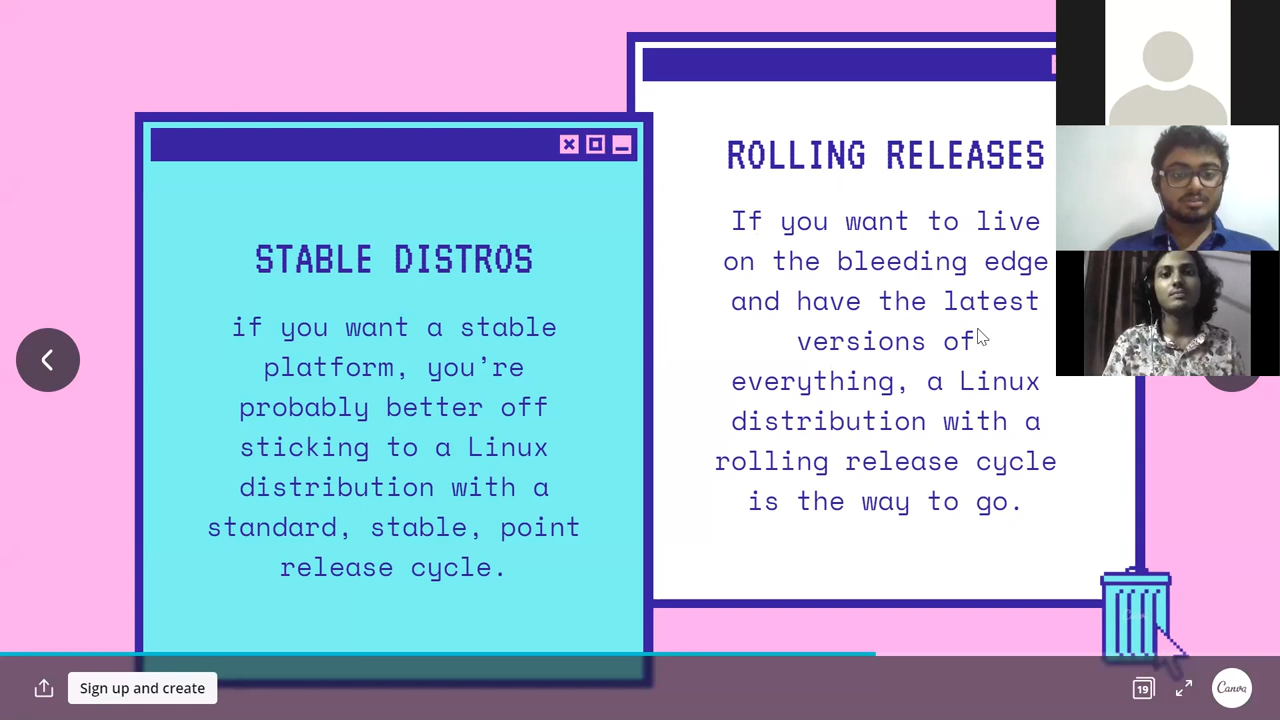 STABLE DISTROS
if you want a stable
platform, you're
probably better off
sticking to a Linux
distribution with a
standard, stable, point
release cycle.
ROLLING RELEASES
If you want to live
on the bleeding edge
and have the latest
versions of
everything, a Linux
distribution with a
rolling release cycle
is the way to go.
Sign up and create
19
Canva